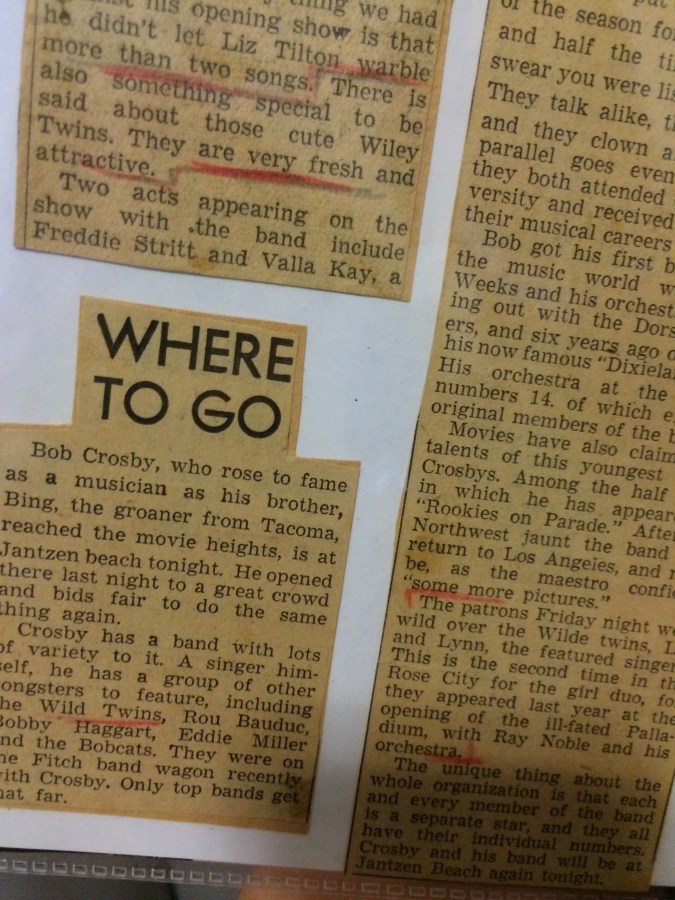 his opening show is that
he didn't let Liz Tilton warble
more than two songs. There is
also something special to be
said about those cute Wiley
Twins. They are very fresh and
attractive.
Two acts appearing on the
show with the band include
Freddie Stritt and Valla Kay, a
WHERE
TO GO
Bob Crosby, who rose to fame
as a musician as his brother,
Bing, the groaner from Tacoma,
reached the movie heights, is at
Jantzen beach tonight. He opened
there last night to a great crowd
and bids fair to do the same
thing again.
Crosby has a band with lots
of variety to it. A singer him-
self, he has a group of other
ongsters to feature, including
he Wild Twins, Rou Bauduc,
Bobby Haggart, Eddie Miller
nd the Bobcats. They were on
he Fitch band wagon recently
ith Crosby. Only top bands get
hat far.
of the season fo
and half the ti
swear you were lis
They talk alike, t
and they clown a
parallel goes even
they both attended
versity and received
their musical careers
Bob got his first b
the music world w
Weeks and his orchest
ing out with the Dors
ers, and six years ago o
his now famous "Dixiela
His orchestra at the
numbers 14. of which e
original members of the b
Movies have also claim
talents of this youngest
Crosbys. Among the half
in which he has appear
"Rookies on Parade." After
Northwest jaunt the band
return to Los Angeies, and
be, as the maestro confi
"some more pictures."
The patrons Friday night we
wild over the Wilde twins, L
and Lynn, the featured singer
This is the second time in th
Rose City for the girl duo, fo
they appeared last year at the
opening of the ill-fated Palla-
dium, with Ray Noble and his
orchestra.
The unique thing about the
whole organization is that each
and every member of the band
is a separate star, and they all
have their individual numbers.
Crosby and his band will be at
Jantzen Beach again tonight.